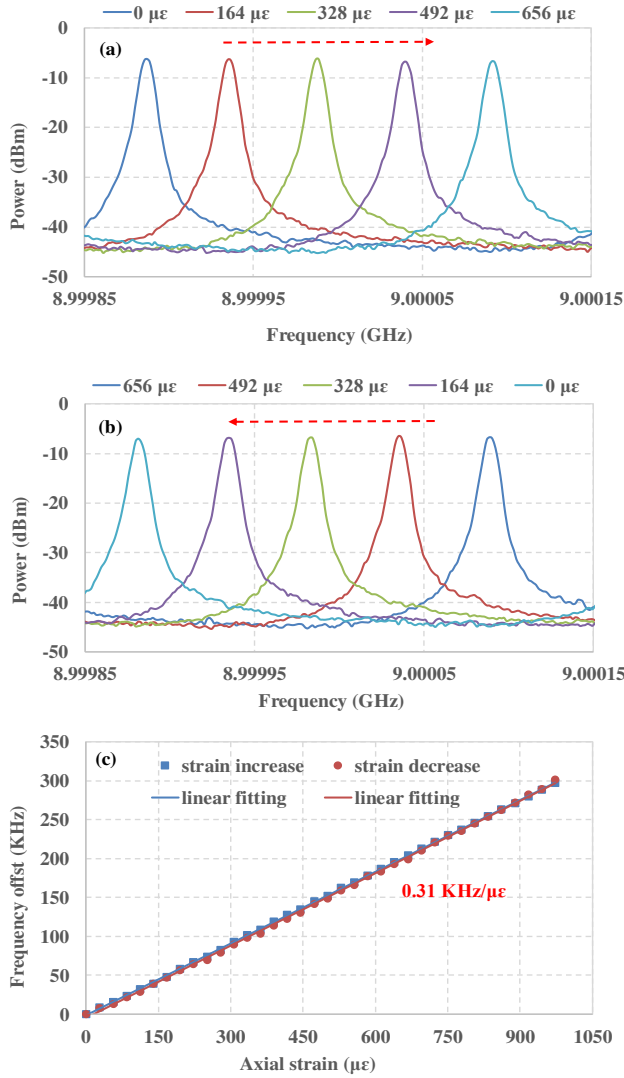 0 µε 164 µε 328 µε 492 µε 656 µε
(a)
0
-10
-20
-30
-40
-50
Power (dBm)
8.99985 8.99995 9.00005 9.00015
Frequency (GHz)
656 µε 492 µε 328 µε 164 µε 0 µε
(b)
0
-10
-20
-30
-40
-50
Power (dBm)
8.99985 8.99995 9.00005 9.00015
Frequency (GHz)
(c)
strain increase strain decrease
linear fitting linear fitting
350
300
250
200
150
100
50
0
Frequency offst (KHz)
0.31 KHz/µε
0 150 300 450 600 750 900 1050
Axial strain (µε)